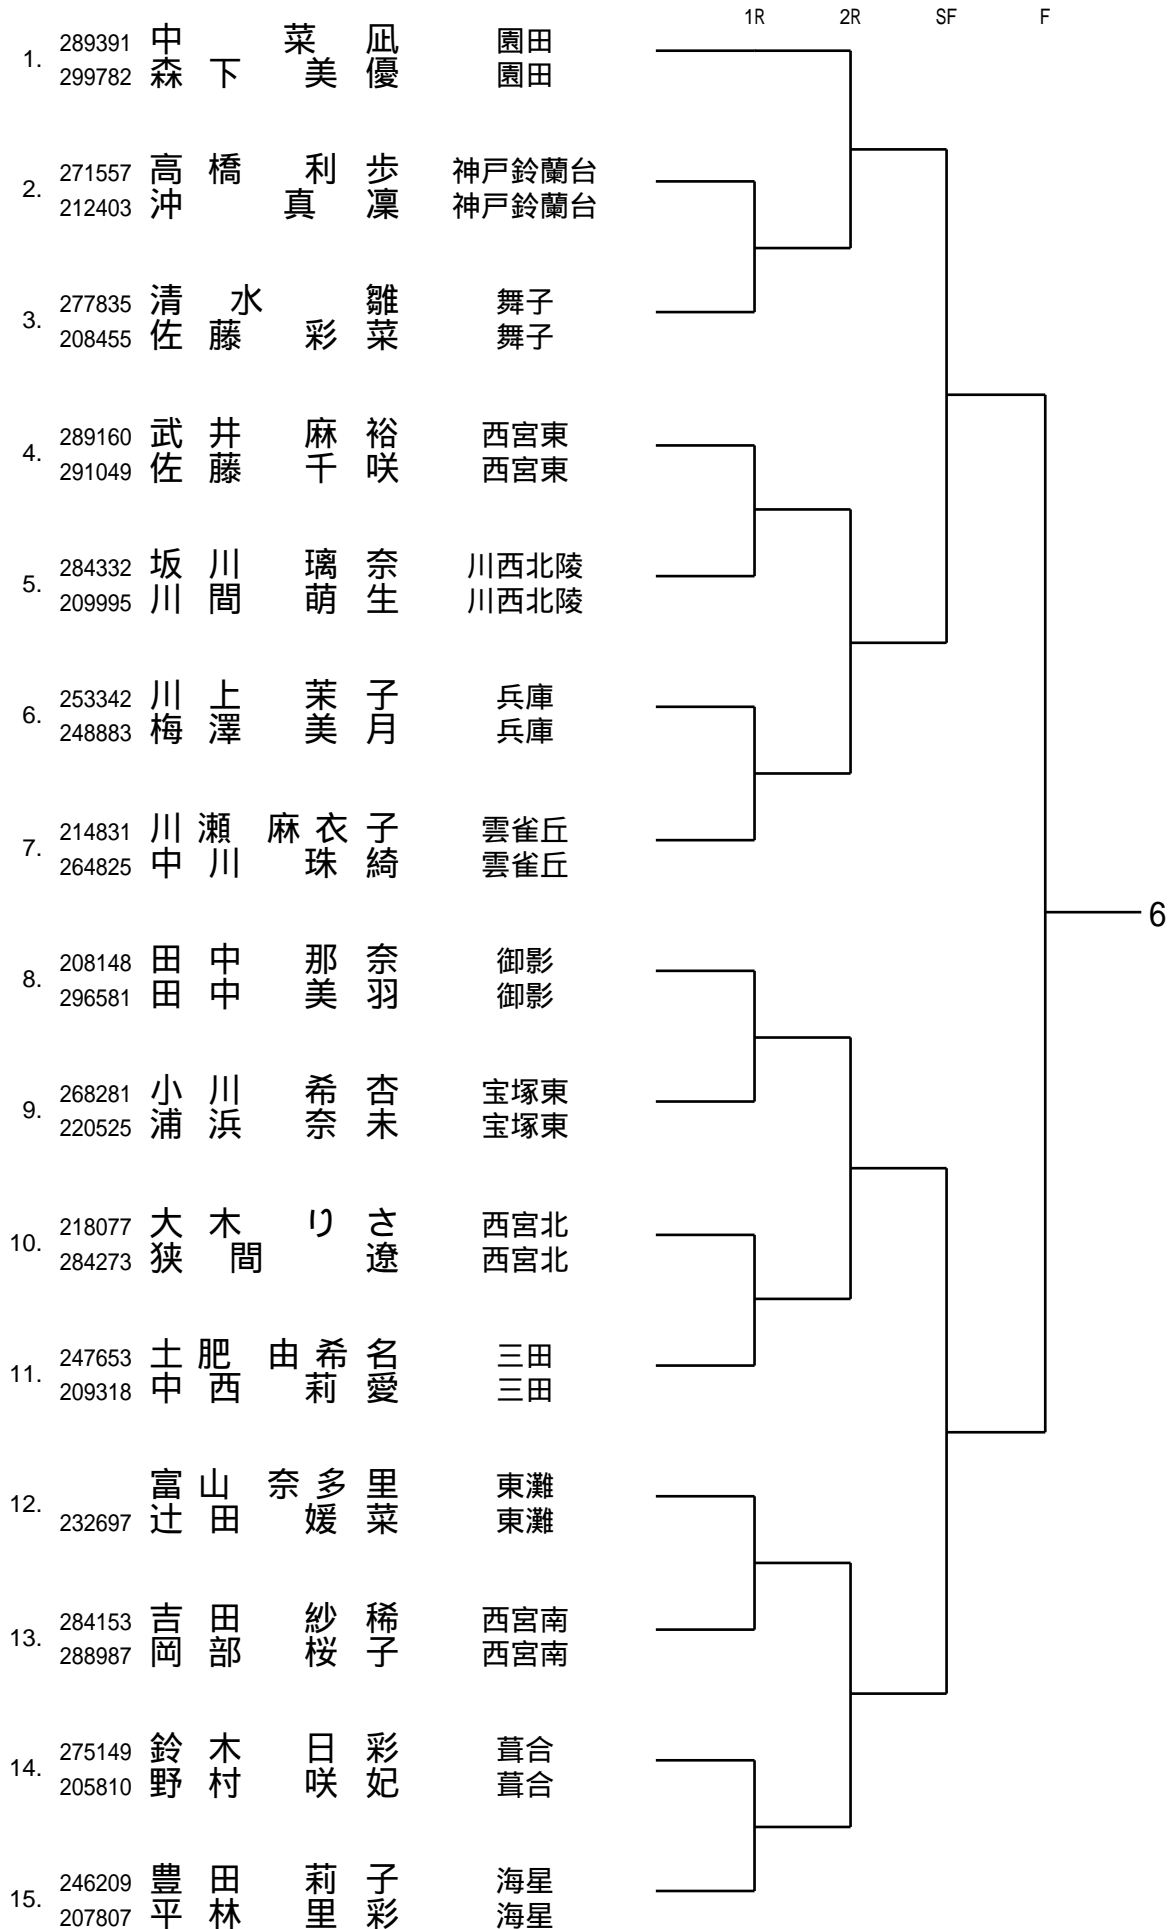 1R 2R SF F
1. 289391 中 菜 凪 園田
299782 森 下 美 優 園田
2. 271557 高 橋 利 歩 神戸鈴蘭台
212403 沖 真 凜 神戸鈴蘭台
3. 277835 清 水 雛 舞子
208455 佐 藤 彩 菜 舞子
4. 289160 武 井 麻 裕 西宮東
291049 佐 藤 千 咲 西宮東
5. 284332 坂 川 璃 奈 川西北陵
209995 川 間 萌 生 川西北陵
6. 253342 川 上 茉 子 兵庫
248883 梅 澤 美 月 兵庫
7. 214831 川 瀬 麻 衣 子 雲雀丘
264825 中 川 珠 綺 雲雀丘
6
8. 208148 田 中 那 奈 御影
296581 田 中 美 羽 御影
9. 268281 小 川 希 杏 宝塚東
220525 浦 浜 奈 未 宝塚東
10. 218077 大 木 り さ 西宮北
284273 狭 間 遼 西宮北
11. 247653 土 肥 由 希 名 三田
209318 中 西 莉 愛 三田
12. 富 山 奈 多 里 東灘
232697 辻 田 媛 菜 東灘
13. 284153 吉 田 紗 稀 西宮南
288987 岡 部 桜 子 西宮南
14. 275149 鈴 木 日 彩 葺合
205810 野 村 咲 妃 葺合
15. 246209 豊 田 莉 子 海星
207807 平 林 里 彩 海星